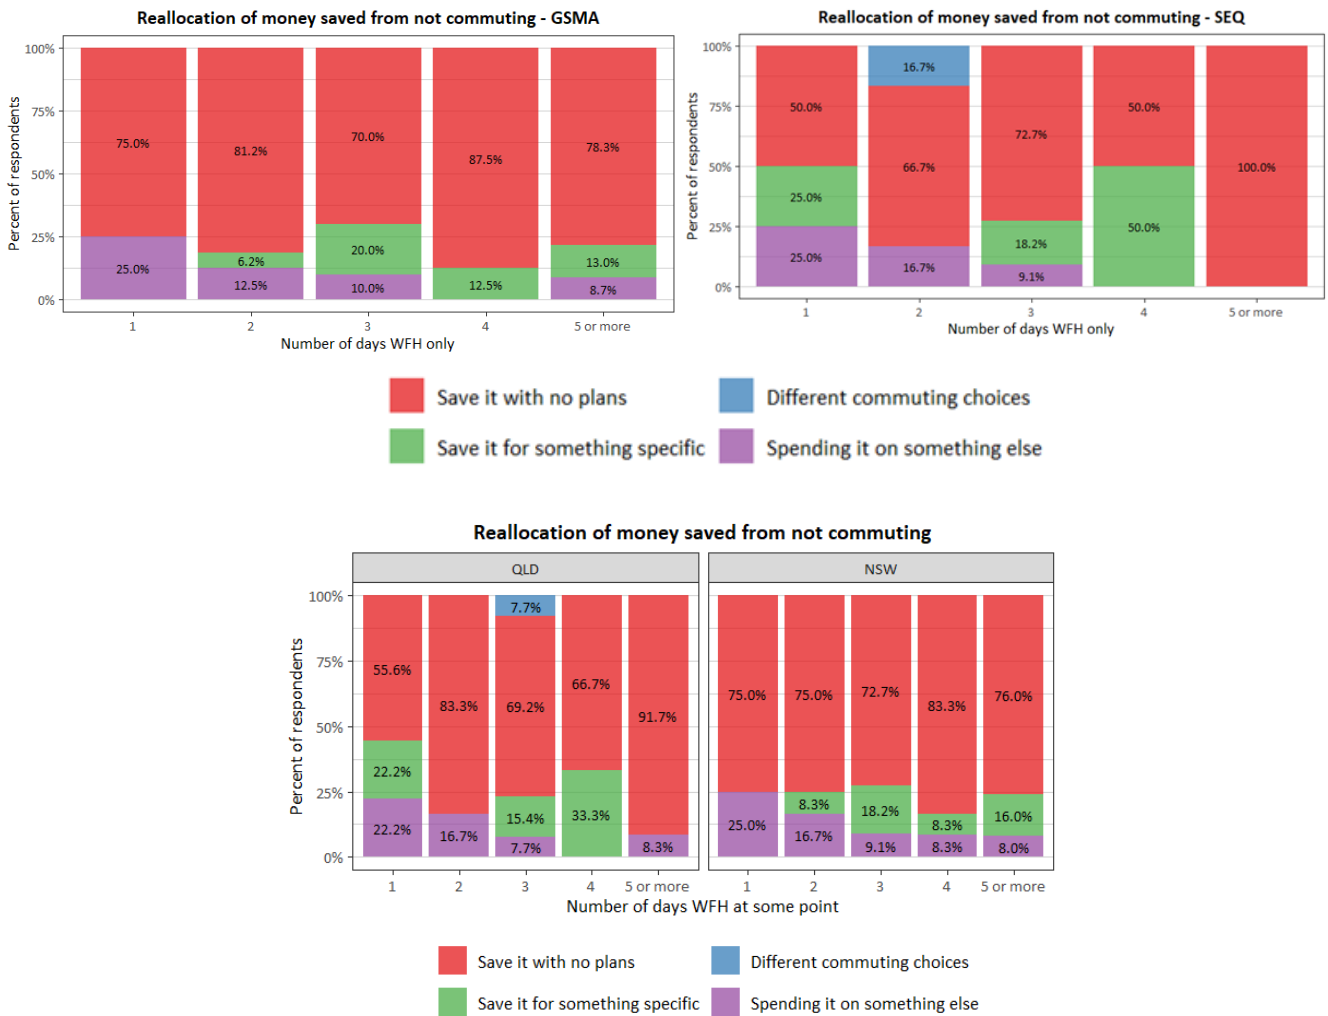 Reallocation of money saved from not commuting - GSMA
Percent of respondents
100%
75%
50%
25%
0%
75.0%
25.0%
81.2%
6.2%
12.5%
70.0%
20.0%
10.0%
87.5%
12.5%
78.3%
13.0%
8.7%
1 2 3 4 5 or more
Number of days WFH only
Reallocation of money saved from not commuting - SEQ
Percent of respondents
100%
75%
50%
25%
0%
50.0%
25.0%
25.0%
16.7%
66.7%
16.7%
72.7%
18.2%
9.1%
50.0%
50.0%
100.0%
1 2 3 4 5 or more
Number of days WFH only
Save it with no plans
Different commuting choices
Save it for something specific
Spending it on something else
Reallocation of money saved from not commuting
QLD
NSW
Percent of respondents
100%
75%
50%
25%
0%
55.6%
22.2%
22.2%
83.3%
16.7%
7.7%
69.2%
15.4%
7.7%
66.7%
33.3%
91.7%
8.3%
75.0%
25.0%
75.0%
8.3%
16.7%
72.7%
18.2%
9.1%
83.3%
8.3%
8.3%
76.0%
16.0%
8.0%
1 2 3 4 5 or more
1 2 3 4 5 or more
Number of days WFH at some point
Save it with no plans
Different commuting choices
Save it for something specific
Spending it on something else